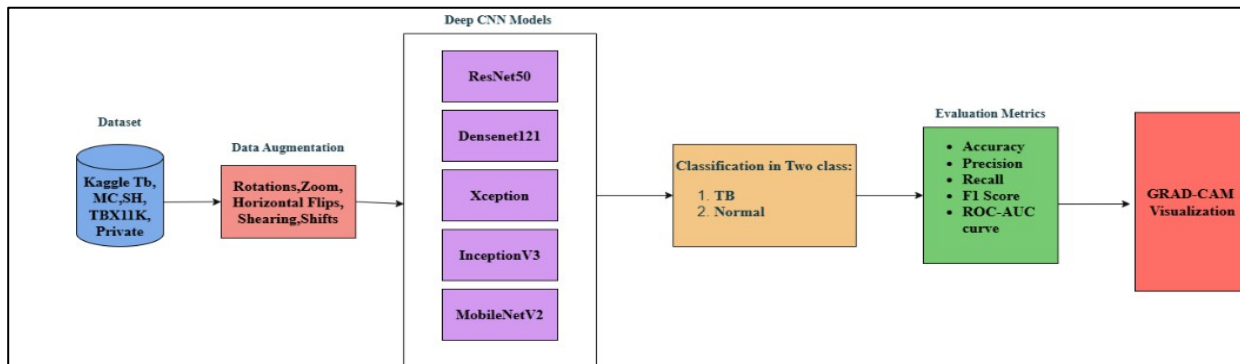 Dataset
Kaggle Tb,
MC,SH,
TBX11K,
Private
Data Augmentation
Rotations,Zoom,
Horizontal Flips,
Shearing,Shifts
Deep CNN Models
ResNet50
Densenet121
Xception
InceptionV3
MobileNetV2
Classification in Two class:
1. TB
2. Normal
Evaluation Metrics
• Accuracy
• Precision
• Recall
• F1 Score
• ROC-AUC
curve
GRAD-CAM
Visualization